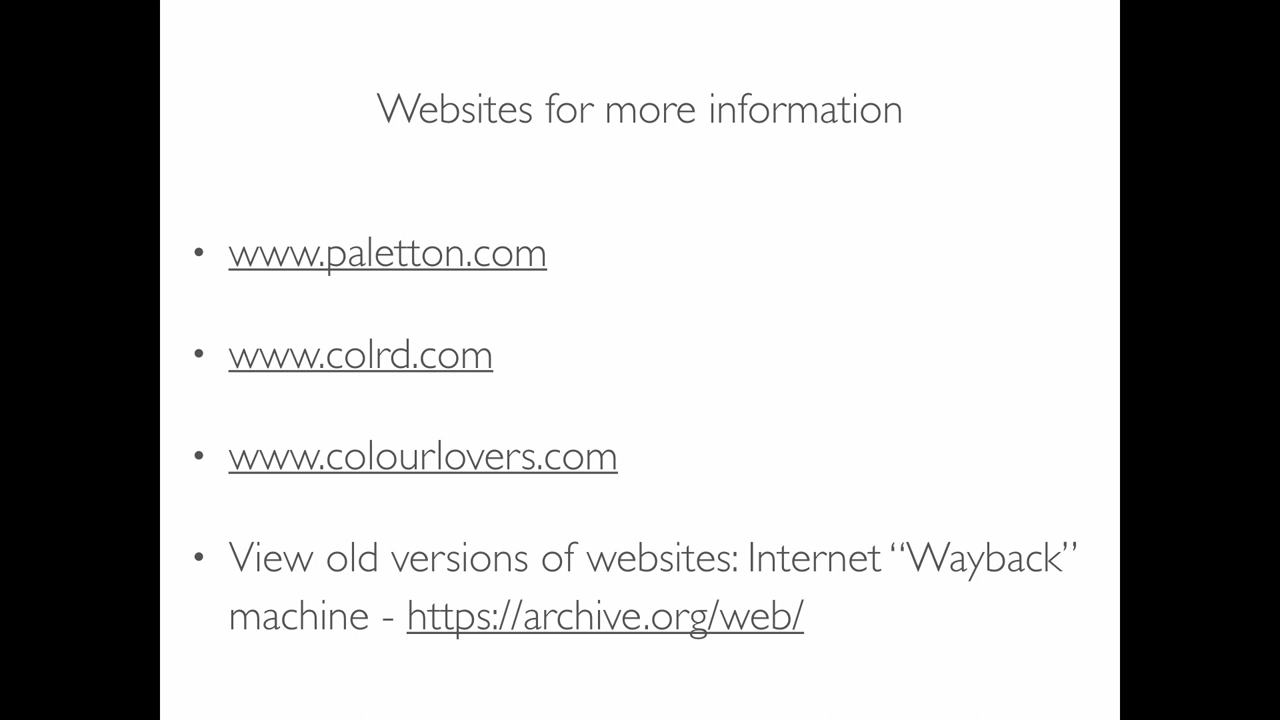 Websites for more information
• www.paletton.com
• www.colrd.com
• www.colourlovers.com
• View old versions of websites: Internet “Wayback”
machine - https://archive.org/web/